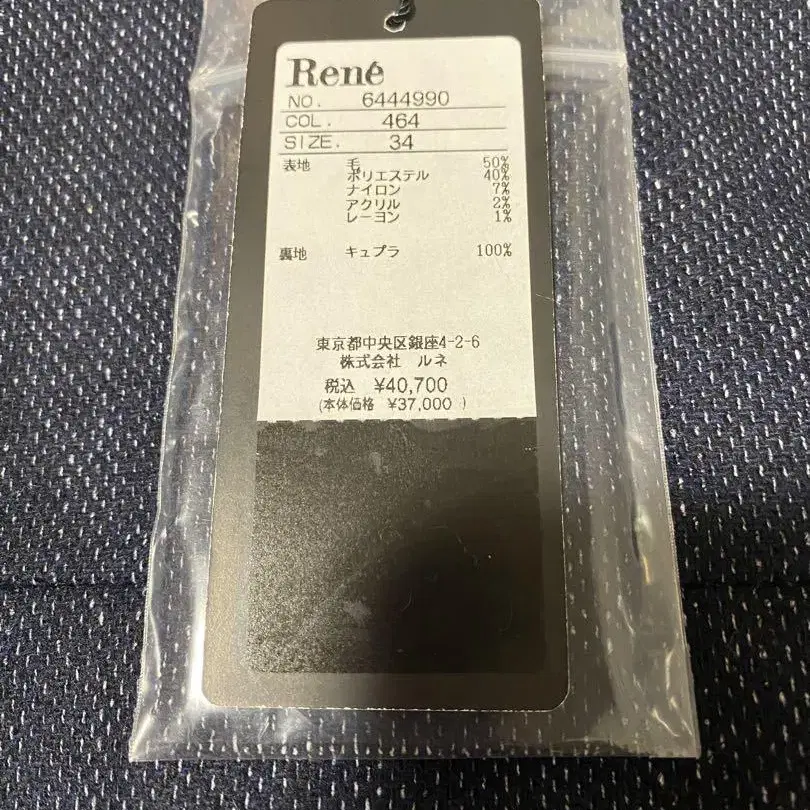 René
NO. 6444990
COL. 464
SIZE. 34
表地 毛 50%
ポリエステル 40%
ナイロン 7%
アクリル 2%
レーヨン 1%
裏地 キュプラ 100%
東京都中央区銀座4-2-6
株式会社 ルネ
税込 ¥40,700
(本体価格 ¥37,000 )